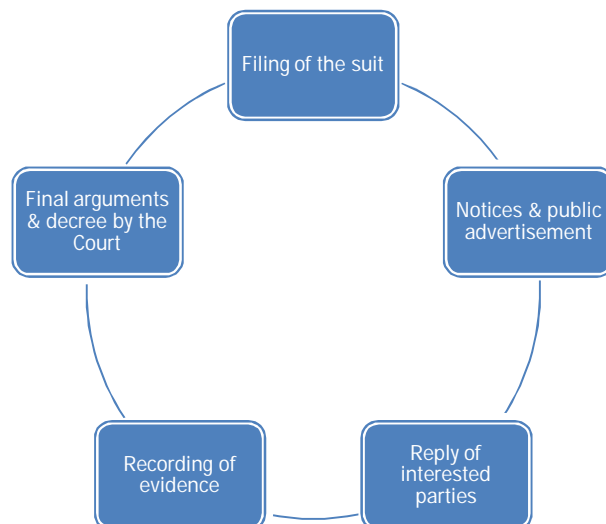 Filing of the suit
Notices & public
advertisement
Reply of
interested
parties
Recording of
evidence
Final arguments
& decree by the
Court